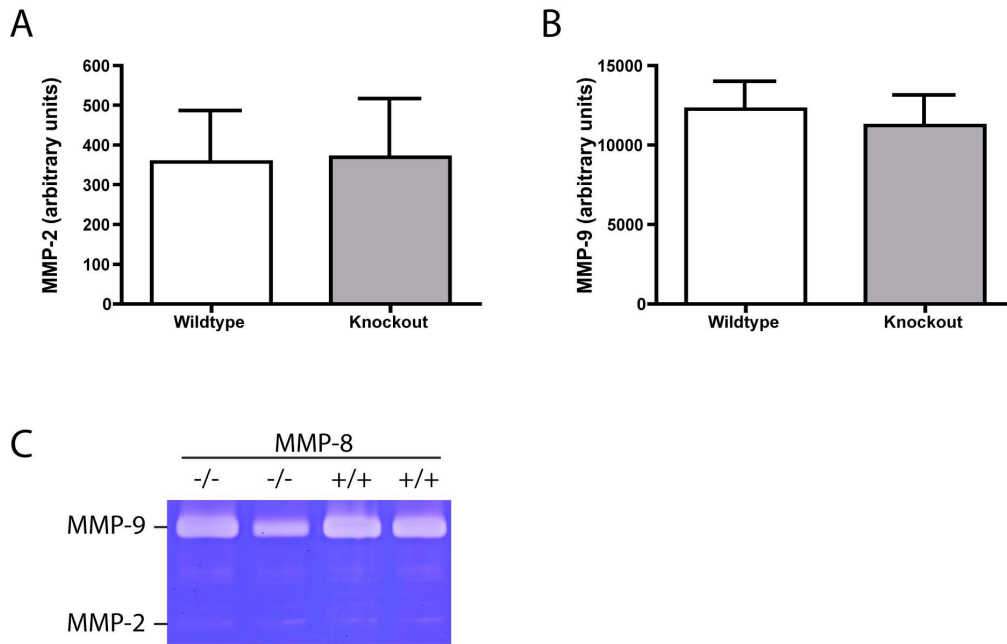 A
MMP-2 (arbitrary units)
600
500
400
300
200
100
0
Wildtype Knockout
B
MMP-9 (arbitrary units)
15000
10000
5000
0
Wildtype Knockout
C
MMP-8
-/- -/- +/+ +/+
MMP-9
MMP-2